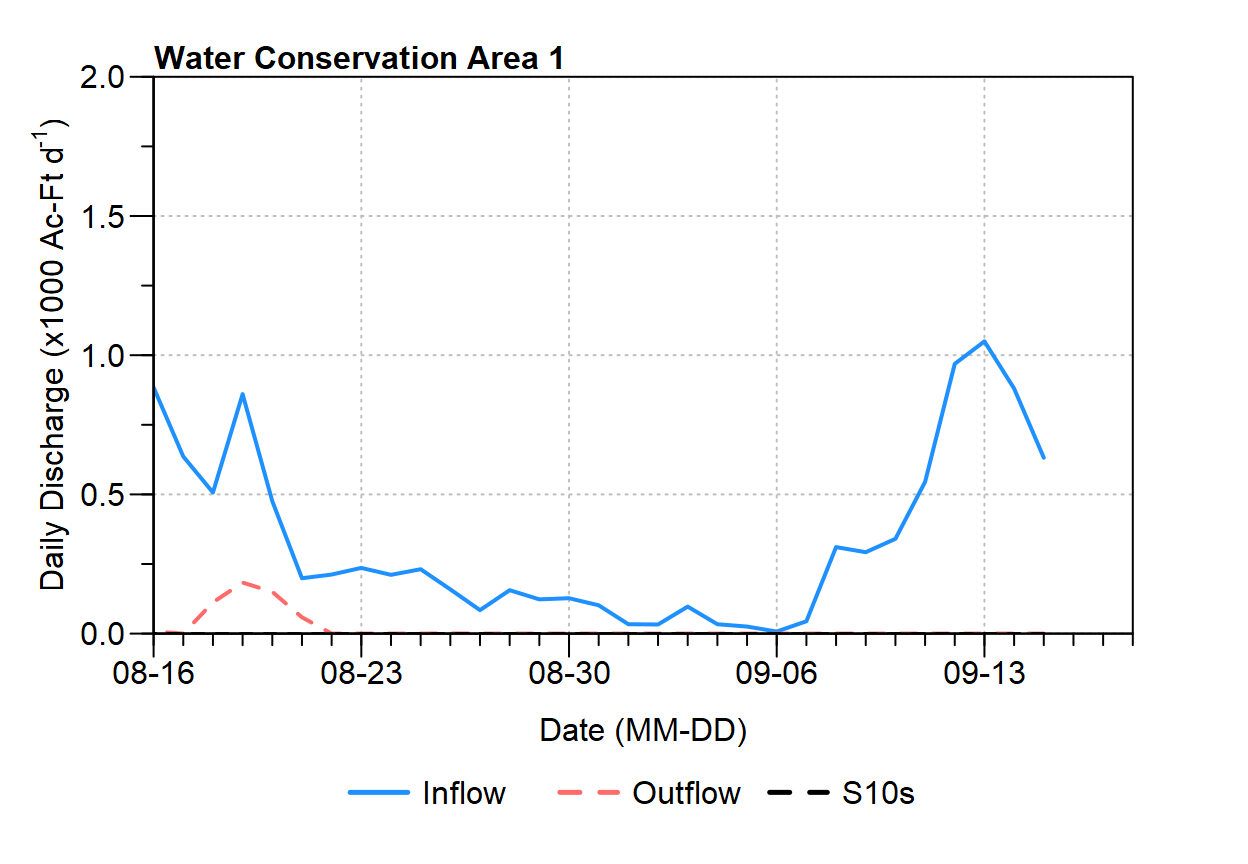 Water Conservation Area 1
Daily Discharge (x1000 Ac-Ft d⁻¹)
2.0
1.5
1.0
0.5
0.0
08-16 08-23 08-30 09-06 09-13
Date (MM-DD)
Inflow Outflow S10s